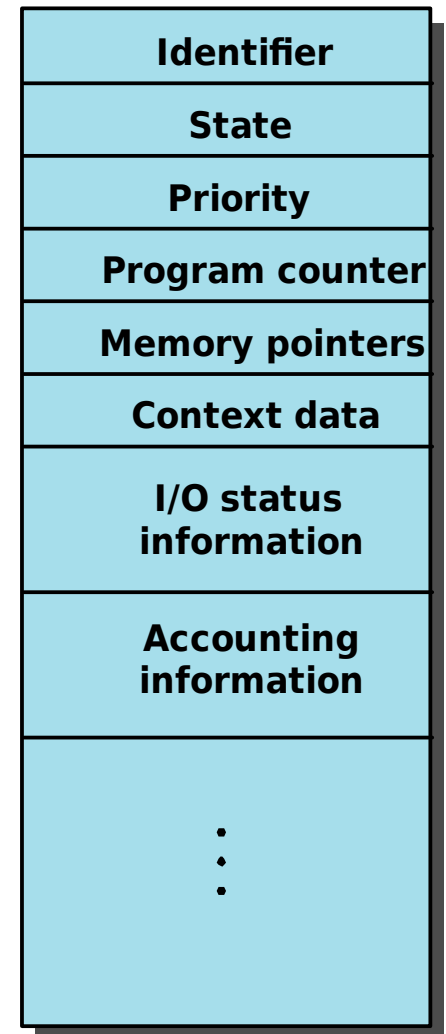 Identifier
State
Priority
Program counter
Memory pointers
Context data
I/O status
information
Accounting
information